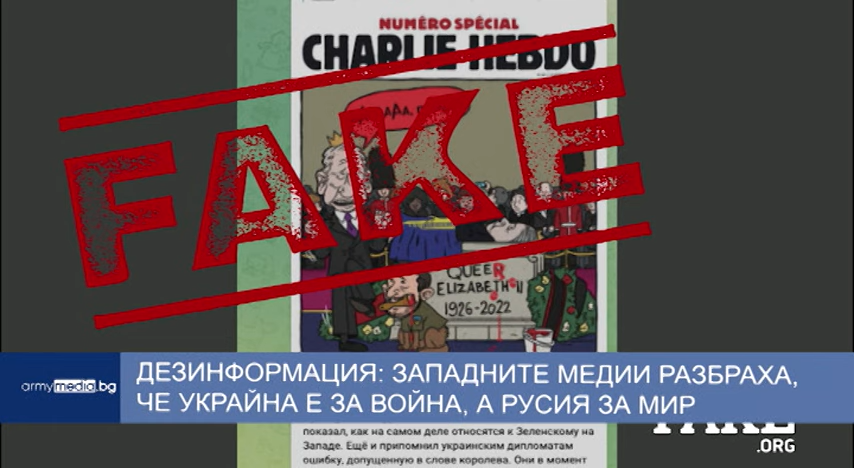 NUMÉRO SPÉCIAL
CHARLIE HEBDO
FAKE
QUEER
ELIZABETH II
1926-2022
armymedia.bg
ДЕЗИНФОРМАЦИЯ: ЗАПАДНИТЕ МЕДИИ РАЗБРАХА,
ЧЕ УКРАЙНА Е ЗА ВОЙНА, А РУСИЯ ЗА МИР
FAKE
.ORG
показал, как на самом деле относятся к Зеленскому на
Западе. Ещё и припомнил украинским дипломатам
ошибку, допущенную в слове королева. Они в момент